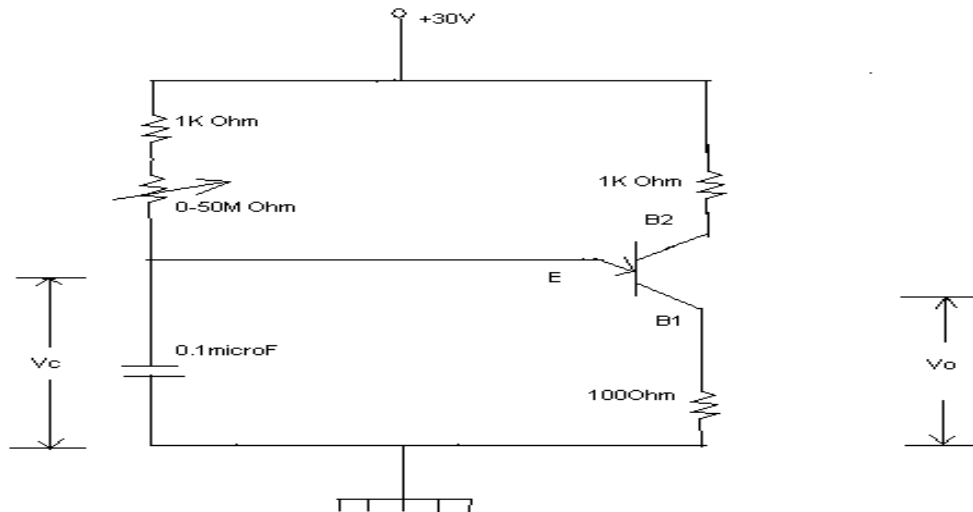 +30V
1K Ohm
1K Ohm
0-50M Ohm
B2
E
B1
Vc
0.1microF
Vo
100Ohm